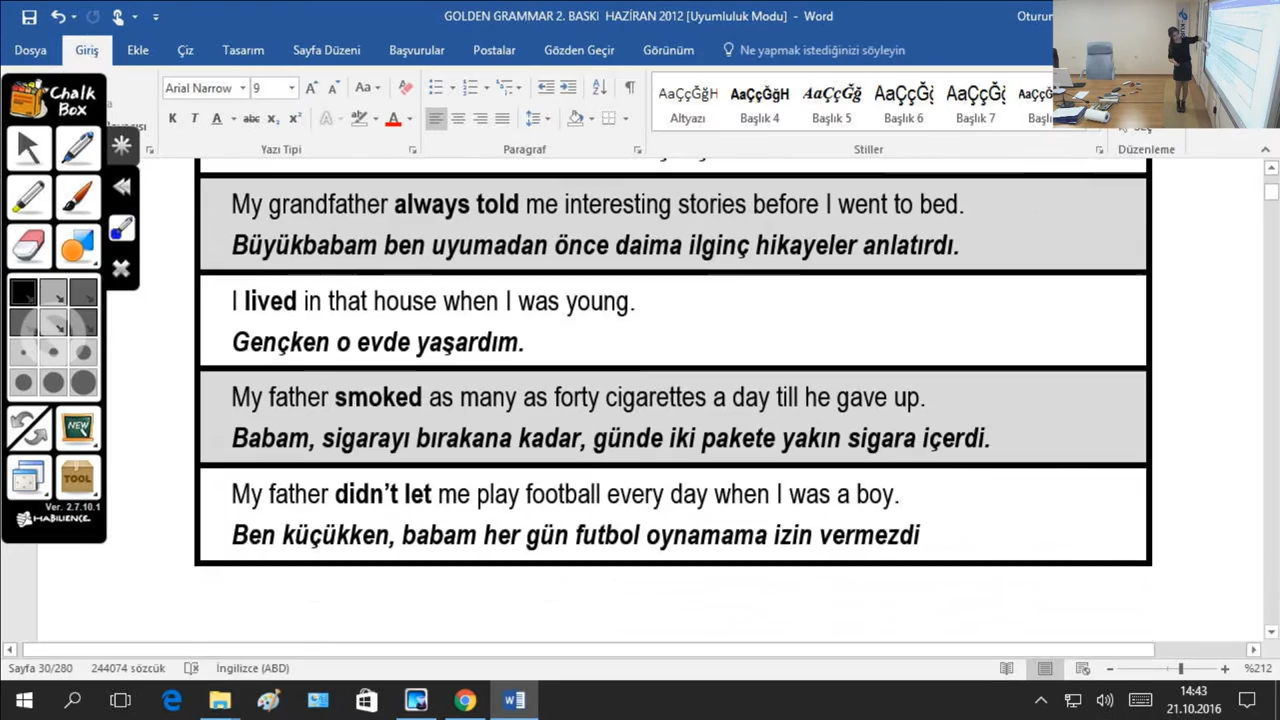 GOLDEN GRAMMAR 2. BASKI HAZİRAN 2012 [Uyumluluk Modu] - Word
Oturum
Dosya Giriş Ekle Çiz Tasarım Sayfa Düzeni Başvurular Postalar Gözden Geçir Görünüm Ne yapmak istediğinizi söyleyin
Chalk
Box
Arial Narrow 9
AaÇçĞğH AaÇçĞğH AaÇçĞğ AaÇçĞ AaÇçĞğ AaÇ
Altyazı Başlık 4 Başlık 5 Başlık 6 Başlık 7
Yazı Tipi Paragraf Stiller Düzenleme
My grandfather always told me interesting stories before I went to bed.
Büyükbabam ben uyumadan önce daima ilginç hikayeler anlatırdı.
I lived in that house when I was young.
Gençken o evde yaşardım.
My father smoked as many as forty cigarettes a day till he gave up.
Babam, sigarayı bırakana kadar, günde iki pakete yakın sigara içerdi.
My father didn't let me play football every day when I was a boy.
Ben küçükken, babam her gün futbol oynamama izin vermezdi
NEW
TOOL
Ver. 2.7.10.1
HABILIENCE
Sayfa 30/280 244074 sözcük İngilizce (ABD) %212
14:43
21.10.2016